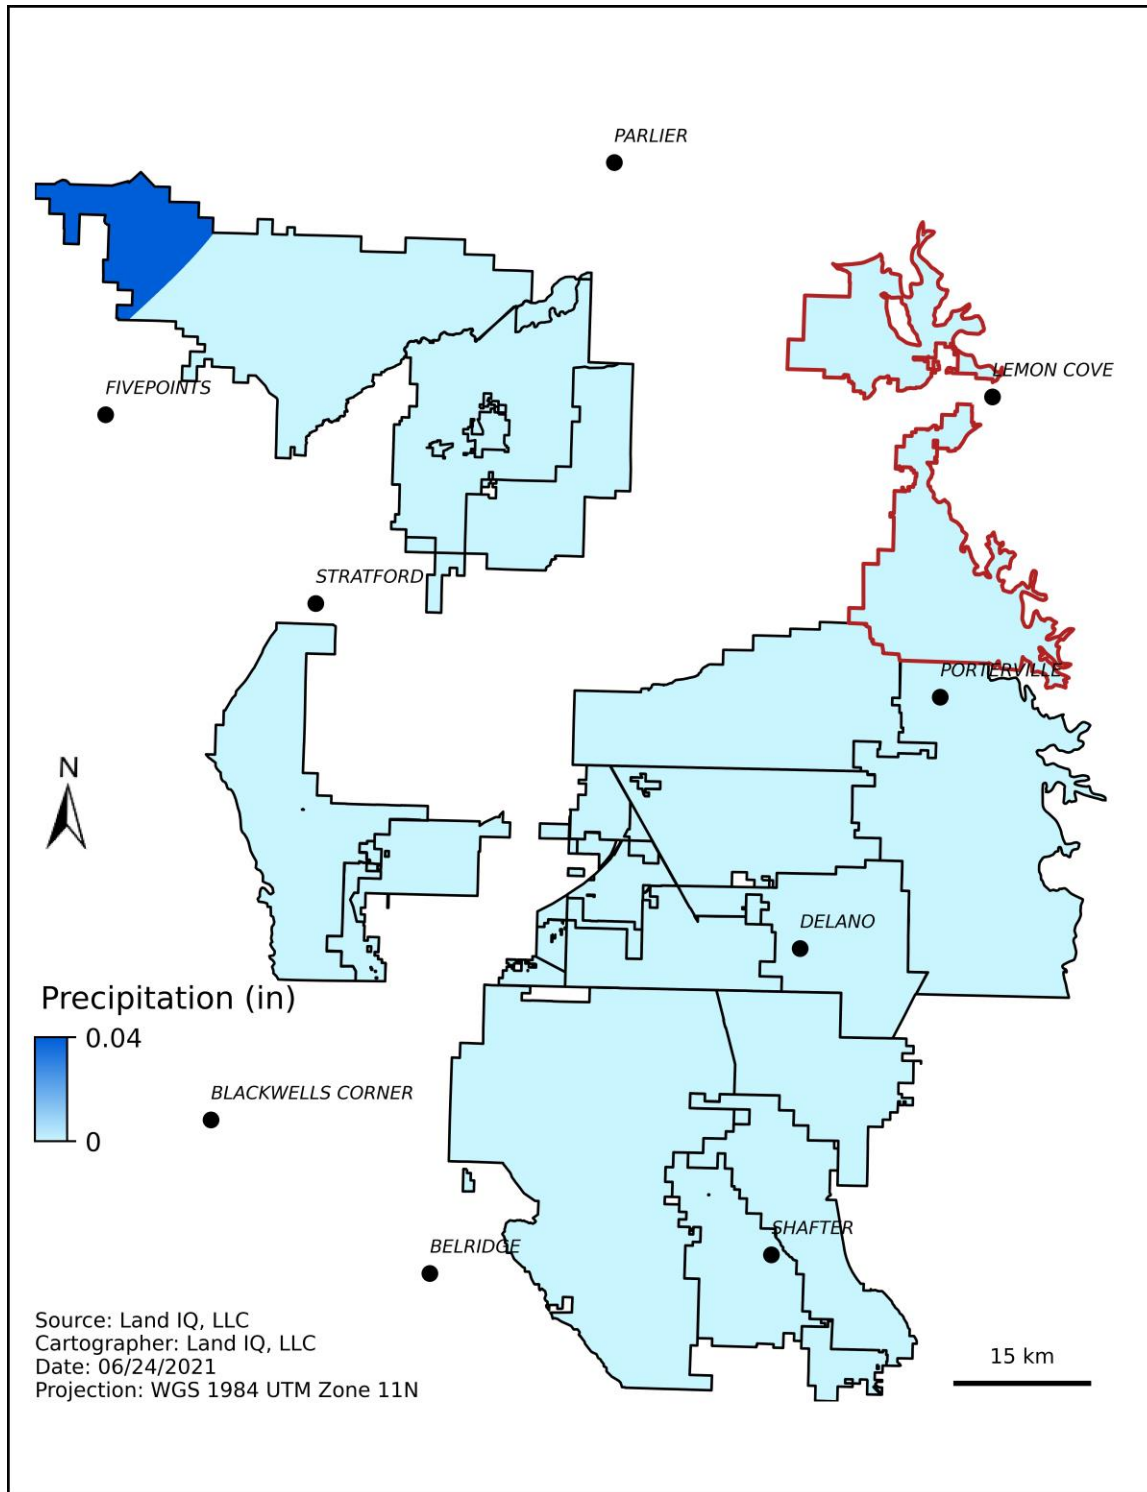 PARLIER
LEMON COVE
FIVEPOINTS
STRATFORD
PORTERVILLE
N
DELANO
Precipitation (in)
0.04
0
BLACKWELLS CORNER
SHAFTER
BELRIDGE
Source: Land IQ, LLC
Cartographer: Land IQ, LLC
Date: 06/24/2021
Projection: WGS 1984 UTM Zone 11N
15 km